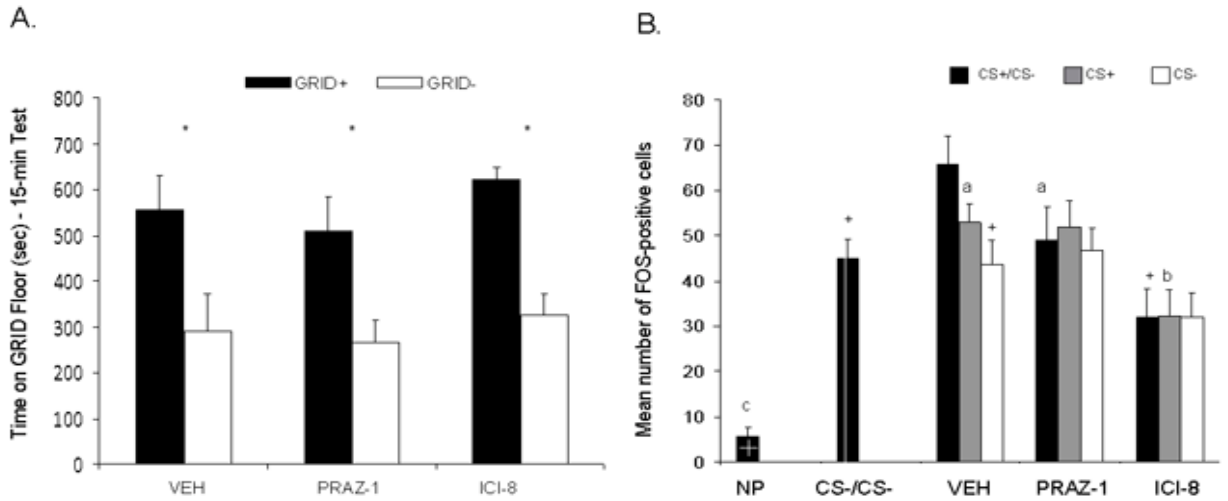 A.
GRID+ GRID-
Time on GRID Floor (sec) - 15-min Test
800
700
600
500
400
300
200
100
0
* * *
VEH PRAZ-1 ICI-8
B.
CS+/CS- CS+ CS-
Mean number of FOS-positive cells
80
70
60
50
40
30
20
10
0
c + a + a + b
NP CS-/CS- VEH PRAZ-1 ICI-8